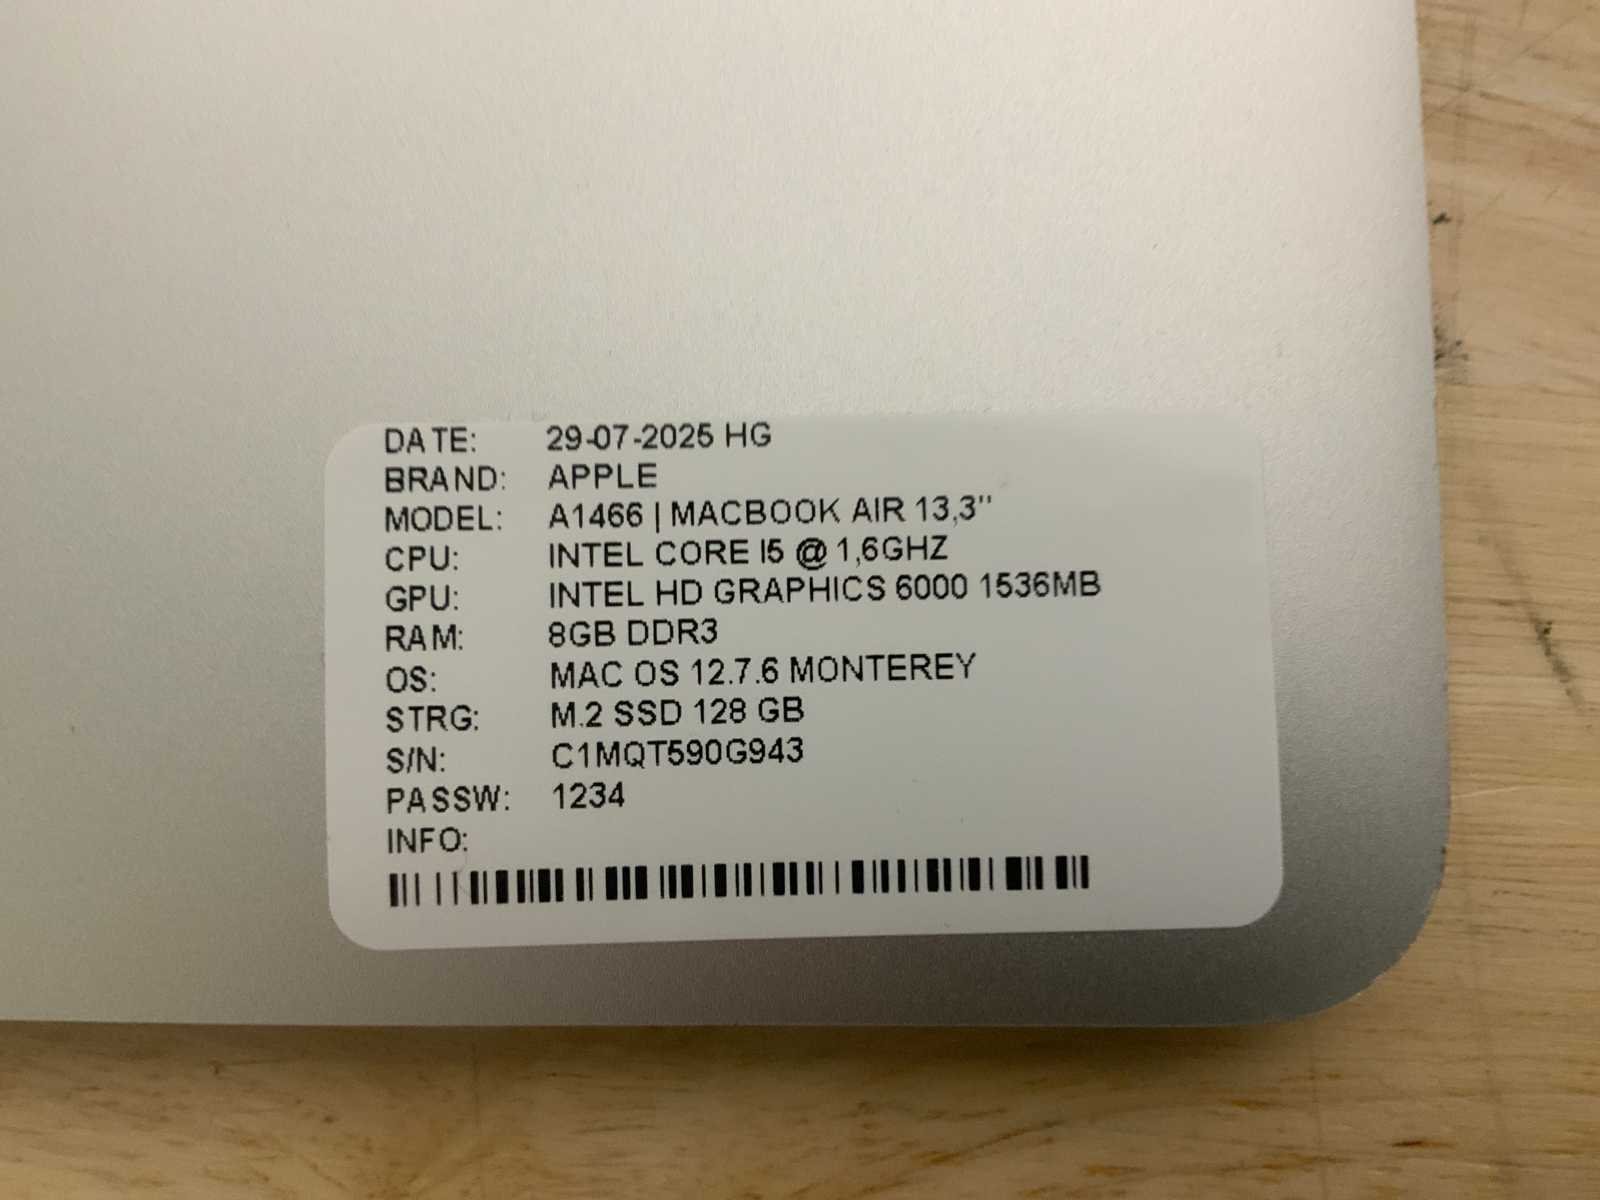 DATE: 29-07-2025 HG
BRAND: APPLE
MODEL: A1466 | MACBOOK AIR 13,3"
CPU: INTEL CORE I5 @ 1,6GHZ
GPU: INTEL HD GRAPHICS 6000 1536MB
RAM: 8GB DDR3
OS: MAC OS 12.7.6 MONTEREY
STRG: M.2 SSD 128 GB
S/N: C1MQT590G943
PASSW: 1234
INFO: